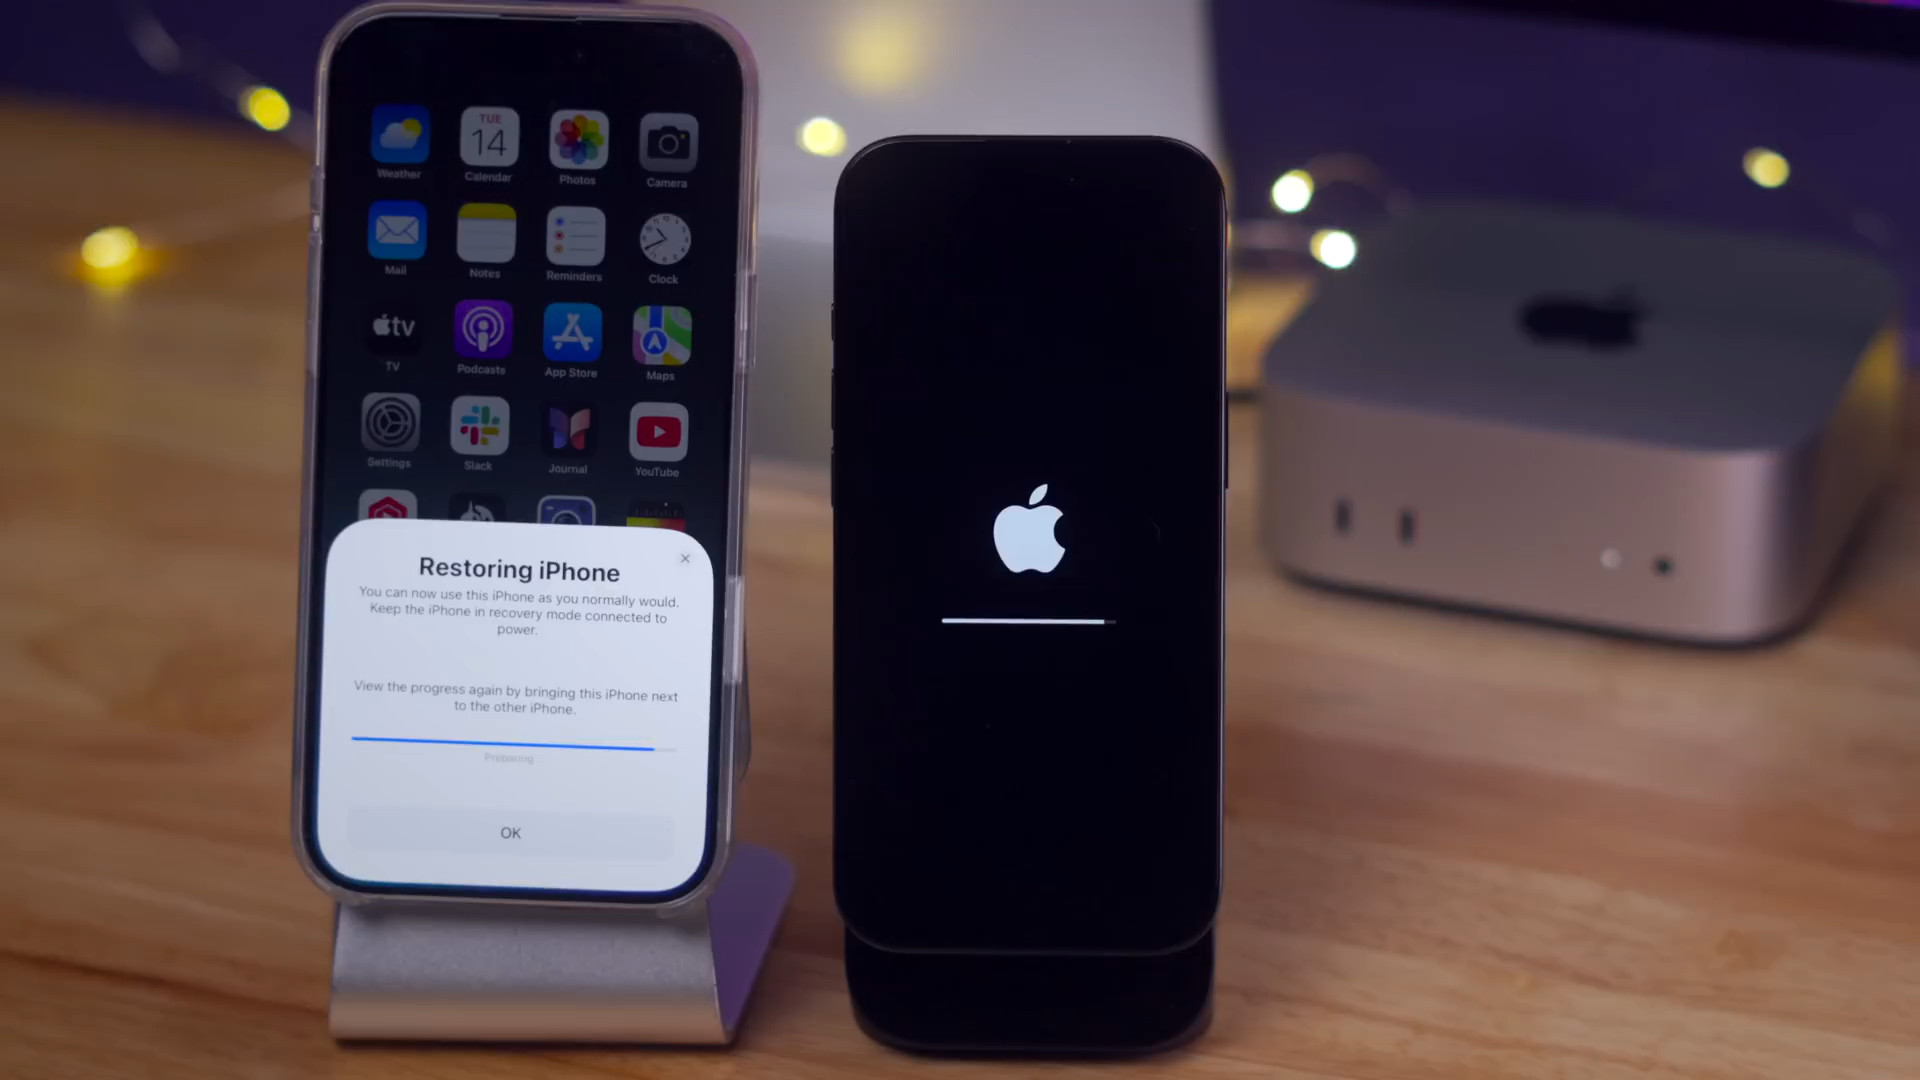 TUE
14
Weather
Calendar
Photos
Camera
Mail
Notes
Reminders
Clock
tv
TV
Podcasts
App Store
Maps
Settings
Slack
Journal
YouTube
Restoring iPhone
You can now use this iPhone as you normally would.
Keep the iPhone in recovery mode connected to
power.
View the progress again by bringing this iPhone next
to the other iPhone.
Preparing
OK